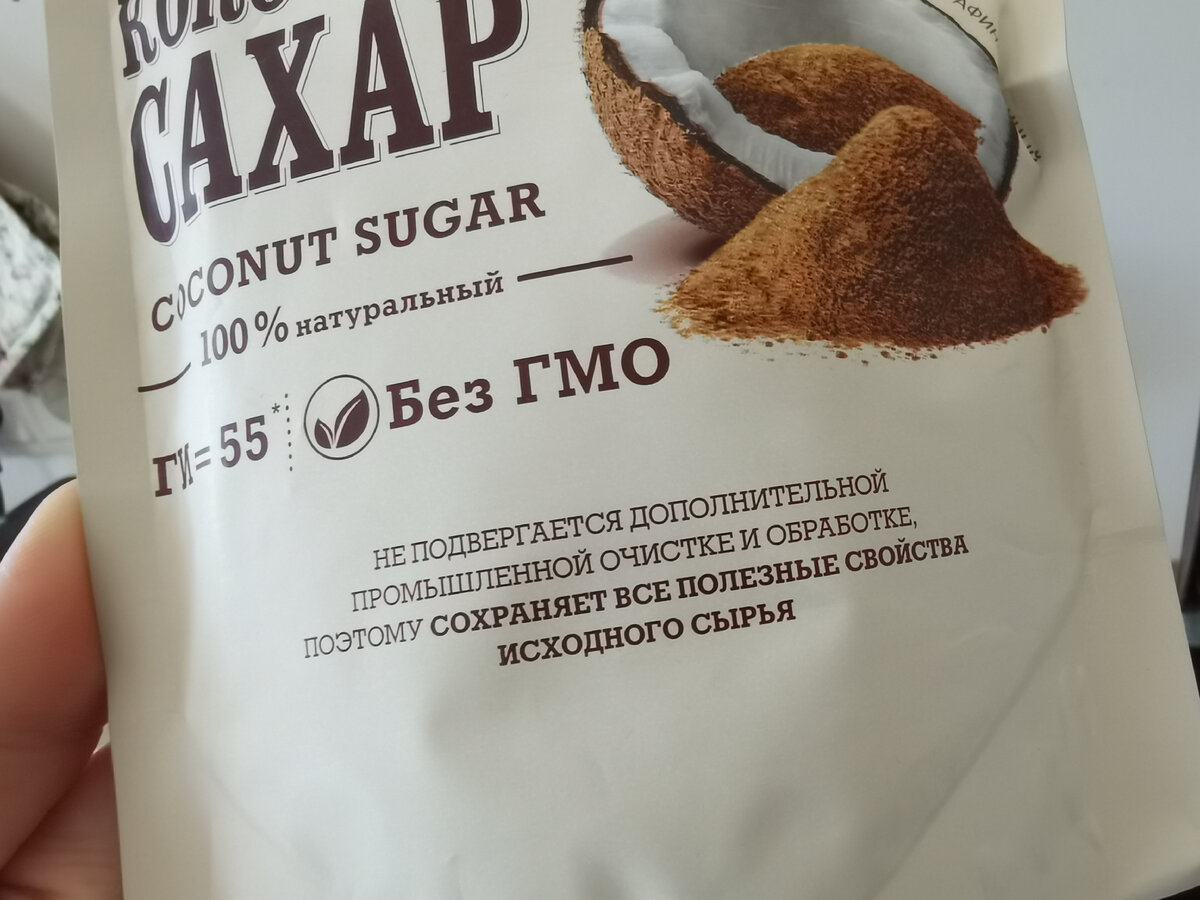 САХАР
COCONUT SUGAR
100% натуральный
ГИ=55*
Без ГМО
НЕ ПОДВЕРГАЕТСЯ ДОПОЛНИТЕЛЬНОЙ
ПРОМЫШЛЕННОЙ ОЧИСТКЕ И ОБРАБОТКЕ,
ПОЭТОМУ СОХРАНЯЕТ ВСЕ ПОЛЕЗНЫЕ СВОЙСТВА
ИСХОДНОГО СЫРЬЯ